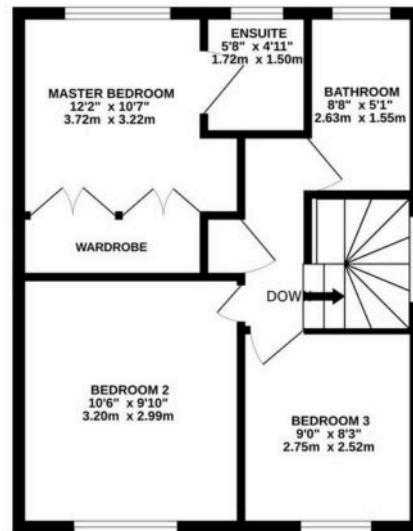 ENSUITE
5'8" x 4'11"
1.72m x 1.50m
MASTER BEDROOM
12'2" x 10'7"
3.72m x 3.22m
BATHROOM
8'8" x 5'1"
2.63m x 1.55m
WARDROBE
DOW
BEDROOM 2
10'6" x 9'10"
3.20m x 2.99m
BEDROOM 3
9'0" x 8'3"
2.75m x 2.52m